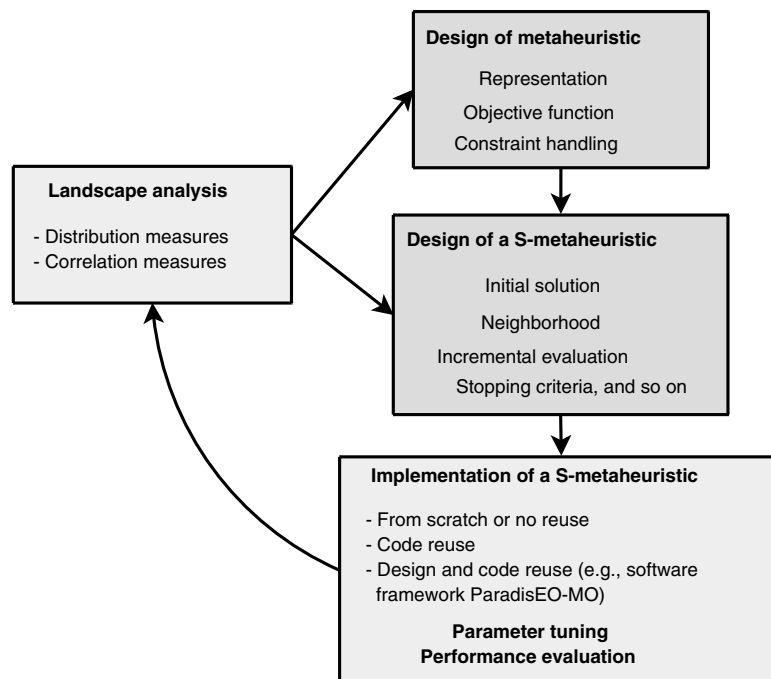 Design of metaheuristic
Representation
Objective function
Constraint handling
Landscape analysis
- Distribution measures
- Correlation measures
Design of a S-metaheuristic
Initial solution
Neighborhood
Incremental evaluation
Stopping criteria, and so on
Implementation of a S-metaheuristic
- From scratch or no reuse
- Code reuse
- Design and code reuse (e.g., software
framework ParadisEO-MO)
Parameter tuning
Performance evaluation